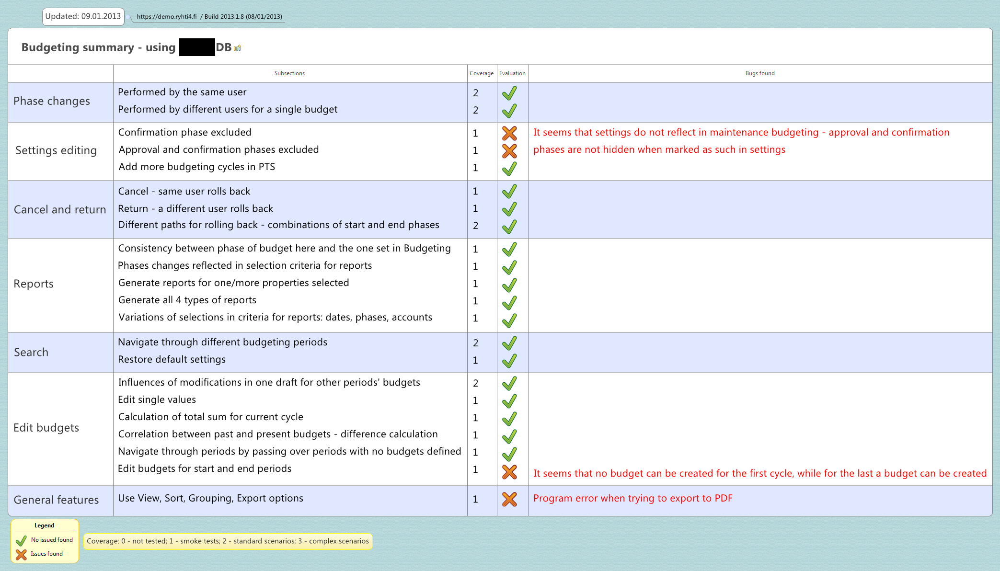 Updated: 09.01.2013
https://demo.ryhti4.fi / Build 2013.1.8 (08/01/2013)
Budgeting summary - using DB
Subsections Coverage Evaluation Bugs found
Phase changes
Performed by the same user 2
Performed by different users for a single budget 2
Settings editing
Confirmation phase excluded 1 It seems that settings do not reflect in maintenance budgeting - approval and confirmation
Approval and confirmation phases excluded 1 phases are not hidden when marked as such in settings
Add more budgeting cycles in PTS 1
Cancel and return
Cancel - same user rolls back 1
Return - a different user rolls back 1
Different paths for rolling back - combinations of start and end phases 2
Reports
Consistency between phase of budget here and the one set in Budgeting 1
Phases changes reflected in selection criteria for reports 1
Generate reports for one/more properties selected 1
Generate all 4 types of reports 1
Variations of selections in criteria for reports: dates, phases, accounts 1
Search
Navigate through different budgeting periods 2
Restore default settings 1
Edit budgets
Influences of modifications in one draft for other periods' budgets 2
Edit single values 1
Calculation of total sum for current cycle 1
Correlation between past and present budgets - difference calculation 1
Navigate through periods by passing over periods with no budgets defined 1
Edit budgets for start and end periods 1 It seems that no budget can be created for the first cycle, while for the last a budget can be created
General features
Use View, Sort, Grouping, Export options 1 Program error when trying to export to PDF
Legend
No issued found
Issues found
Coverage: 0 - not tested; 1 - smoke tests; 2 - standard scenarios; 3 - complex scenarios